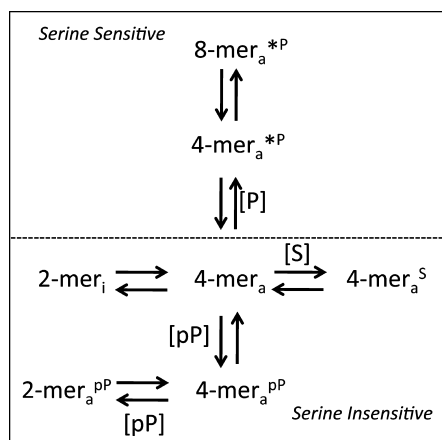 Serine Sensitive
8-merₐ*ᴾ
4-merₐ*ᴾ
[P]
[S]
2-merᵢ 4-merₐ 4-merₐˢ
[pP]
2-merₐᵖᴾ 4-merₐᵖᴾ
[pP]
Serine Insensitive